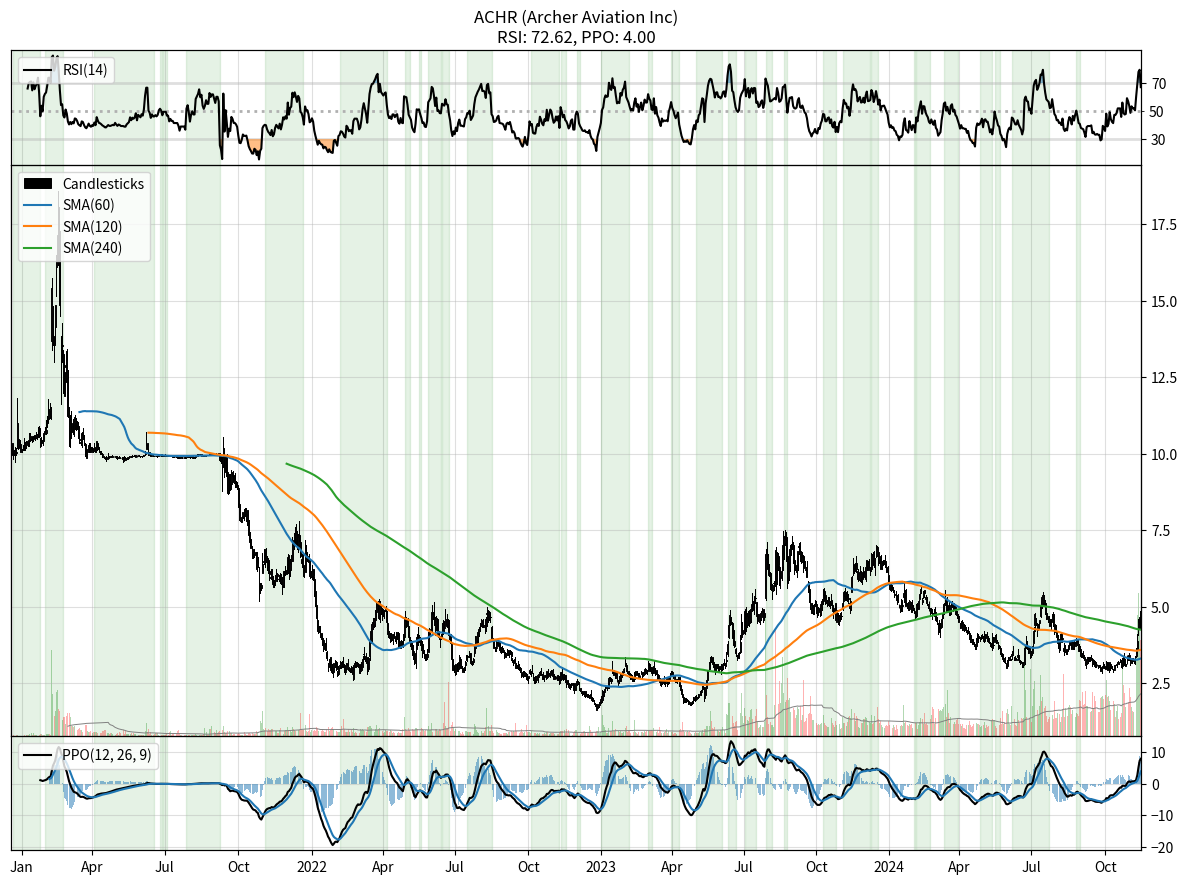 ACHR (Archer Aviation Inc)
RSI: 72.62, PPO: 4.00
RSI(14)
70
50
30
Candlesticks
SMA(60)
SMA(120)
SMA(240)
17.5
15.0
12.5
10.0
7.5
5.0
2.5
PPO(12, 26, 9)
10
0
−10
−20
Jan Apr Jul Oct 2022 Apr Jul Oct 2023 Apr Jul Oct 2024 Apr Jul Oct